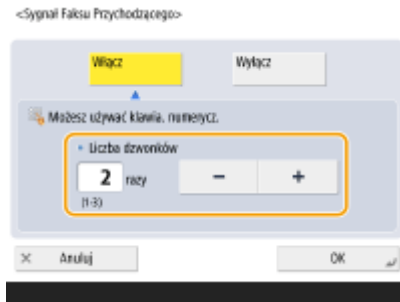 <Sygnał Faksu Przychodzącego>
Włącz
Wyłącz
Możesz używać klawia. numerycz.
Liczba dzwonków
2 razy
− +
(1-3)
× Anuluj
OK